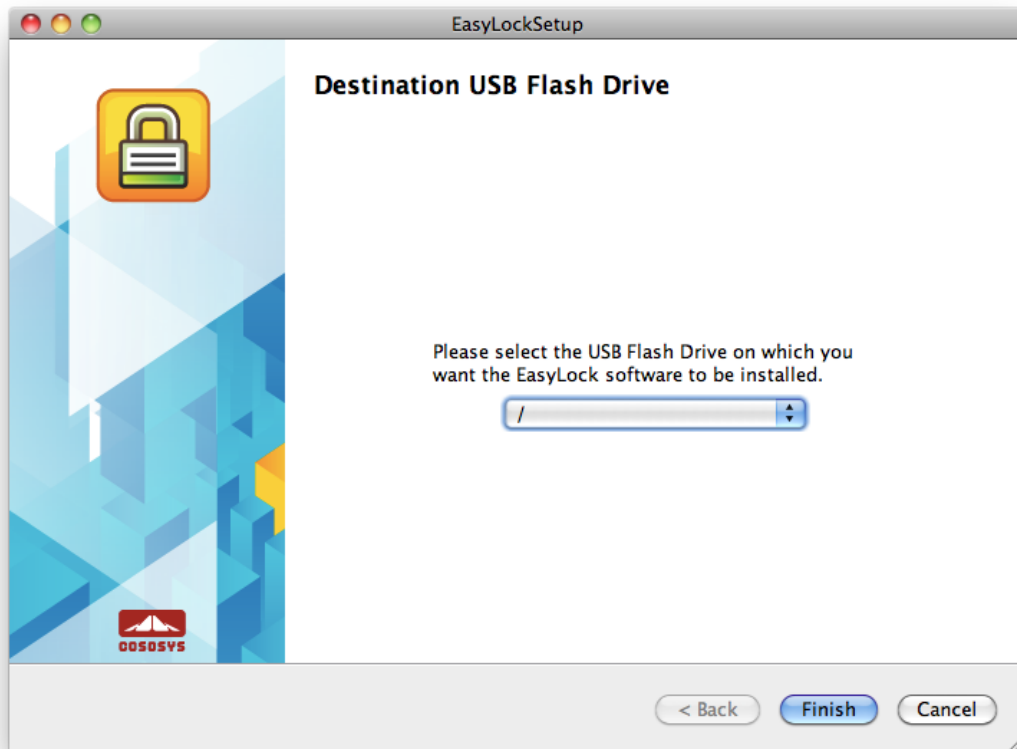 EasyLockSetup
Destination USB Flash Drive
Please select the USB Flash Drive on which you
want the EasyLock software to be installed.
/
COSOSYS
< Back
Finish
Cancel